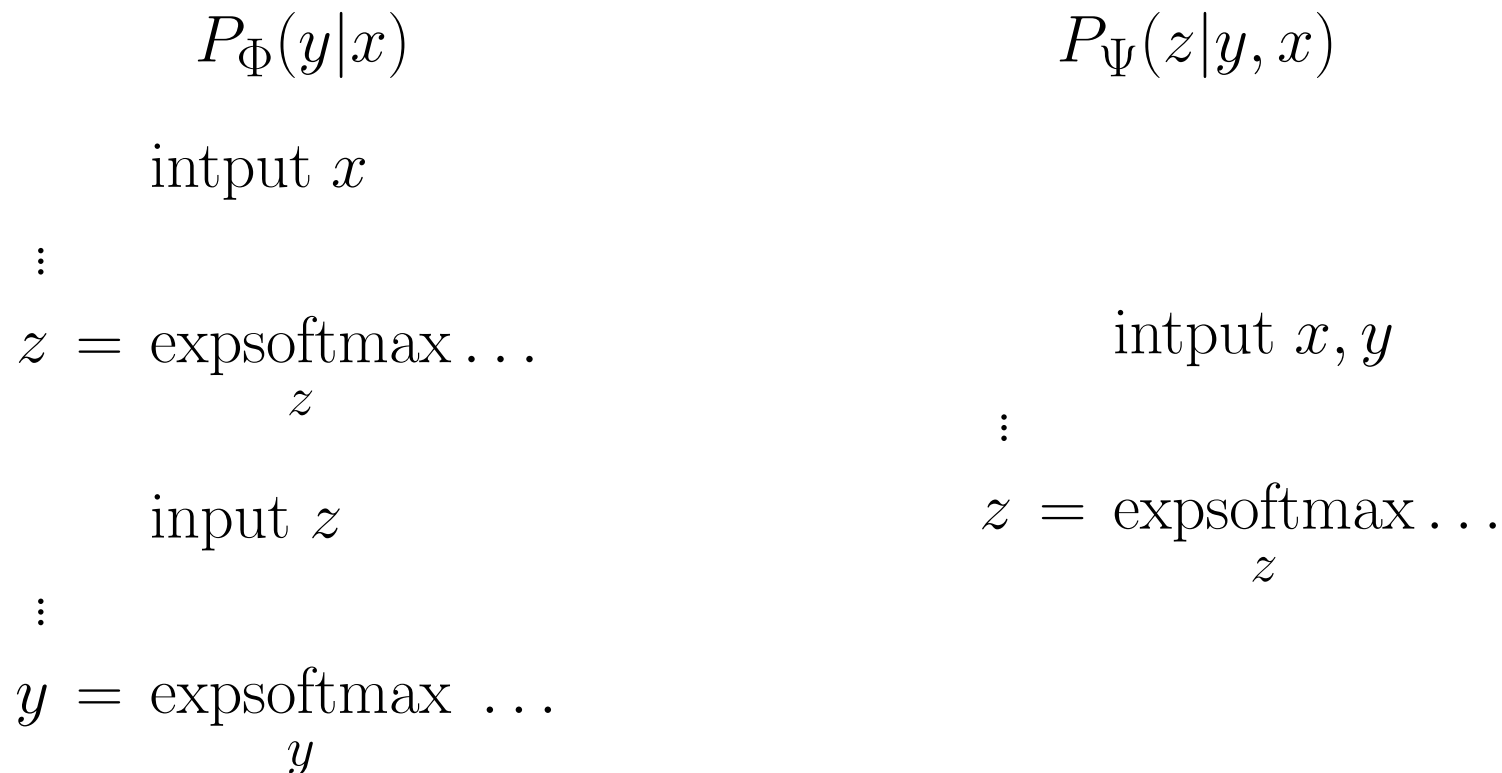 P_Φ(y|x)
intput x
⋮
z = expsoftmax . . .
z
input z
⋮
y = expsoftmax . . .
y
P_Ψ(z|y, x)
intput x, y
⋮
z = expsoftmax . . .
z